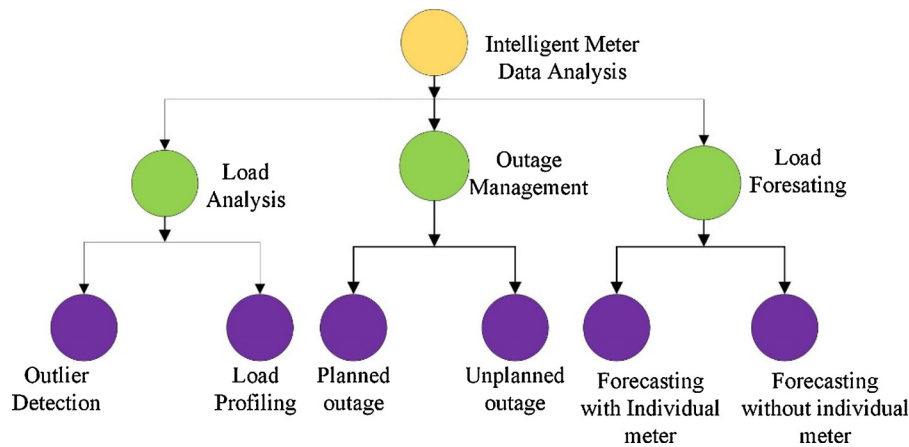 Intelligent Meter
Data Analysis
Load
Analysis
Outage
Management
Load
Foresating
Outlier
Detection
Load
Profiling
Planned
outage
Unplanned
outage
Forecasting
with Individual
meter
Forecasting
without individual
meter